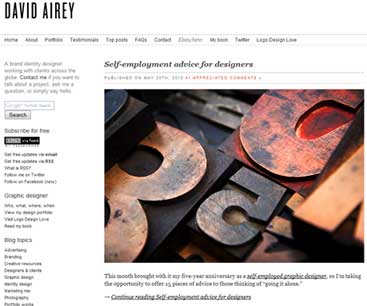 DAVID AIREY
Home About Portfolio Testimonials Top posts FAQs Contact My book Twitter Logo Design Love
A brand identity designer
working with clients across the
globe. Contact me if you want to
talk about a project, ask me a
question, or simply say hello.
Search
Subscribe for free
Get free updates via email
Get free updates via RSS
What is RSS?
Follow me on Twitter
Follow on Facebook (new)
Graphic designer
Who, what, where, when
View my design portfolio
Visit Logo Design Love
Read my book
Blog topics
Advertising
Branding
Creative resources
Designers & clients
Graphic design
Identity design
Marketing mix
Photography
Portfolio works
Self-employment advice for designers
PUBLISHED ON MAY 25TH, 2010 41 APPRECIATED COMMENTS »
This month brought with it my five-year anniversary as a self-employed graphic designer, so I'm taking
the opportunity to offer 25 pieces of advice to those thinking of "going it alone."
→ Continue reading Self-employment advice for designers